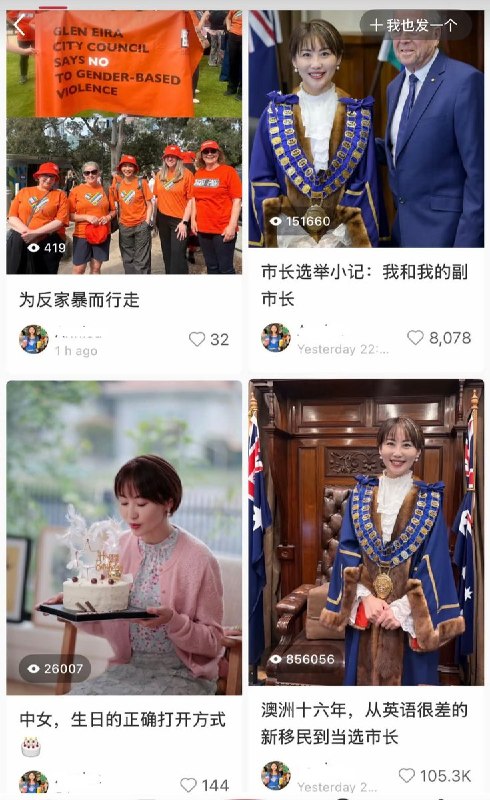 GLEN EIRA
CITY COUNCIL
SAYS NO
TO GENDER-BASED
VIOLENCE
419
为反家暴而行走
1 h ago
32
+我也发一个
151660
市长选举小记：我和我的副
市长
Yesterday 22:...
8,078
26007
中女，生日的正确打开方式
🎂
144
856056
澳洲十六年，从英语很差的
新移民到当选市长
Yesterday 2...
105.3K